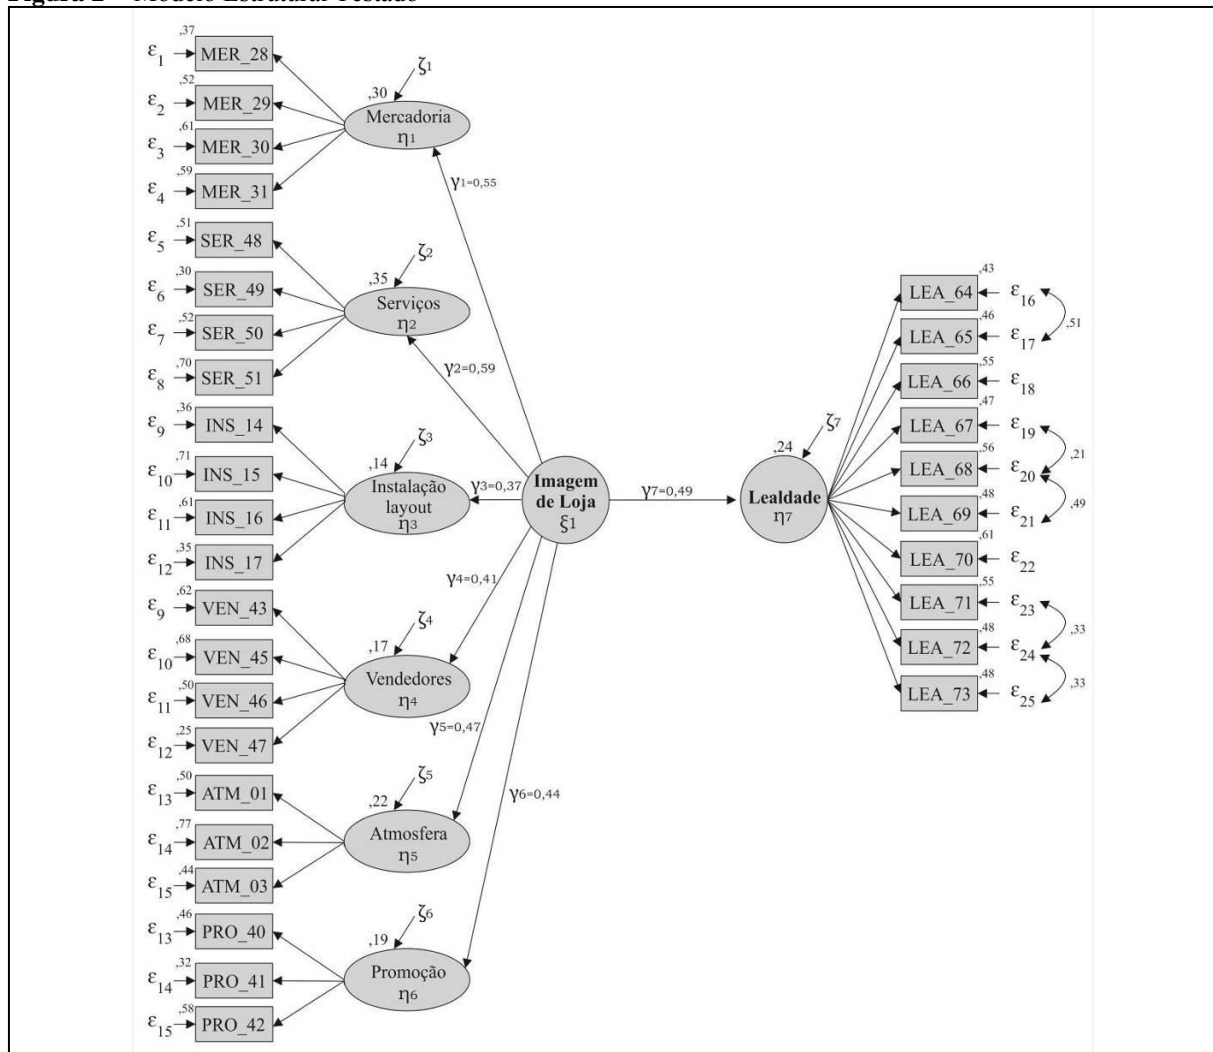 Figura 2 – Modelo Estrutural Testado
ε1 ,37 MER_28
ε2 ,52 MER_29
ε3 ,61 MER_30
ε4 ,59 MER_31
ζ1
,30
Mercadoria
η1
γ1=0,55
ε5 ,51 SER_48
ε6 ,30 SER_49
ε7 ,52 SER_50
ε8 ,70 SER_51
ζ2
,35
Serviços
η2
γ2=0,59
ε9 ,36 INS_14
ε10 ,71 INS_15
ε11 ,61 INS_16
ε12 ,35 INS_17
ζ3
,14
Instalação
layout
η3
γ3=0,37
ε9 ,62 VEN_43
ε10 ,68 VEN_45
ε11 ,50 VEN_46
ε12 ,25 VEN_47
ζ4
,17
Vendedores
η4
γ4=0,41
ε13 ,50 ATM_01
ε14 ,77 ATM_02
ε15 ,44 ATM_03
ζ5
,22
Atmosfera
η5
γ5=0,47
ε13 ,46 PRO_40
ε14 ,32 PRO_41
ε15 ,58 PRO_42
ζ6
,19
Promoção
η6
γ6=0,44
Imagem
de Loja
ξ1
γ7=0,49
ζ7
,24
Lealdade
η7
LEA_64 ,43 ε16
,51
LEA_65 ,46 ε17
LEA_66 ,55 ε18
LEA_67 ,47 ε19
,21
LEA_68 ,56 ε20
,49
LEA_69 ,48 ε21
LEA_70 ,61 ε22
LEA_71 ,55 ε23
,33
LEA_72 ,48 ε24
,33
LEA_73 ,48 ε25